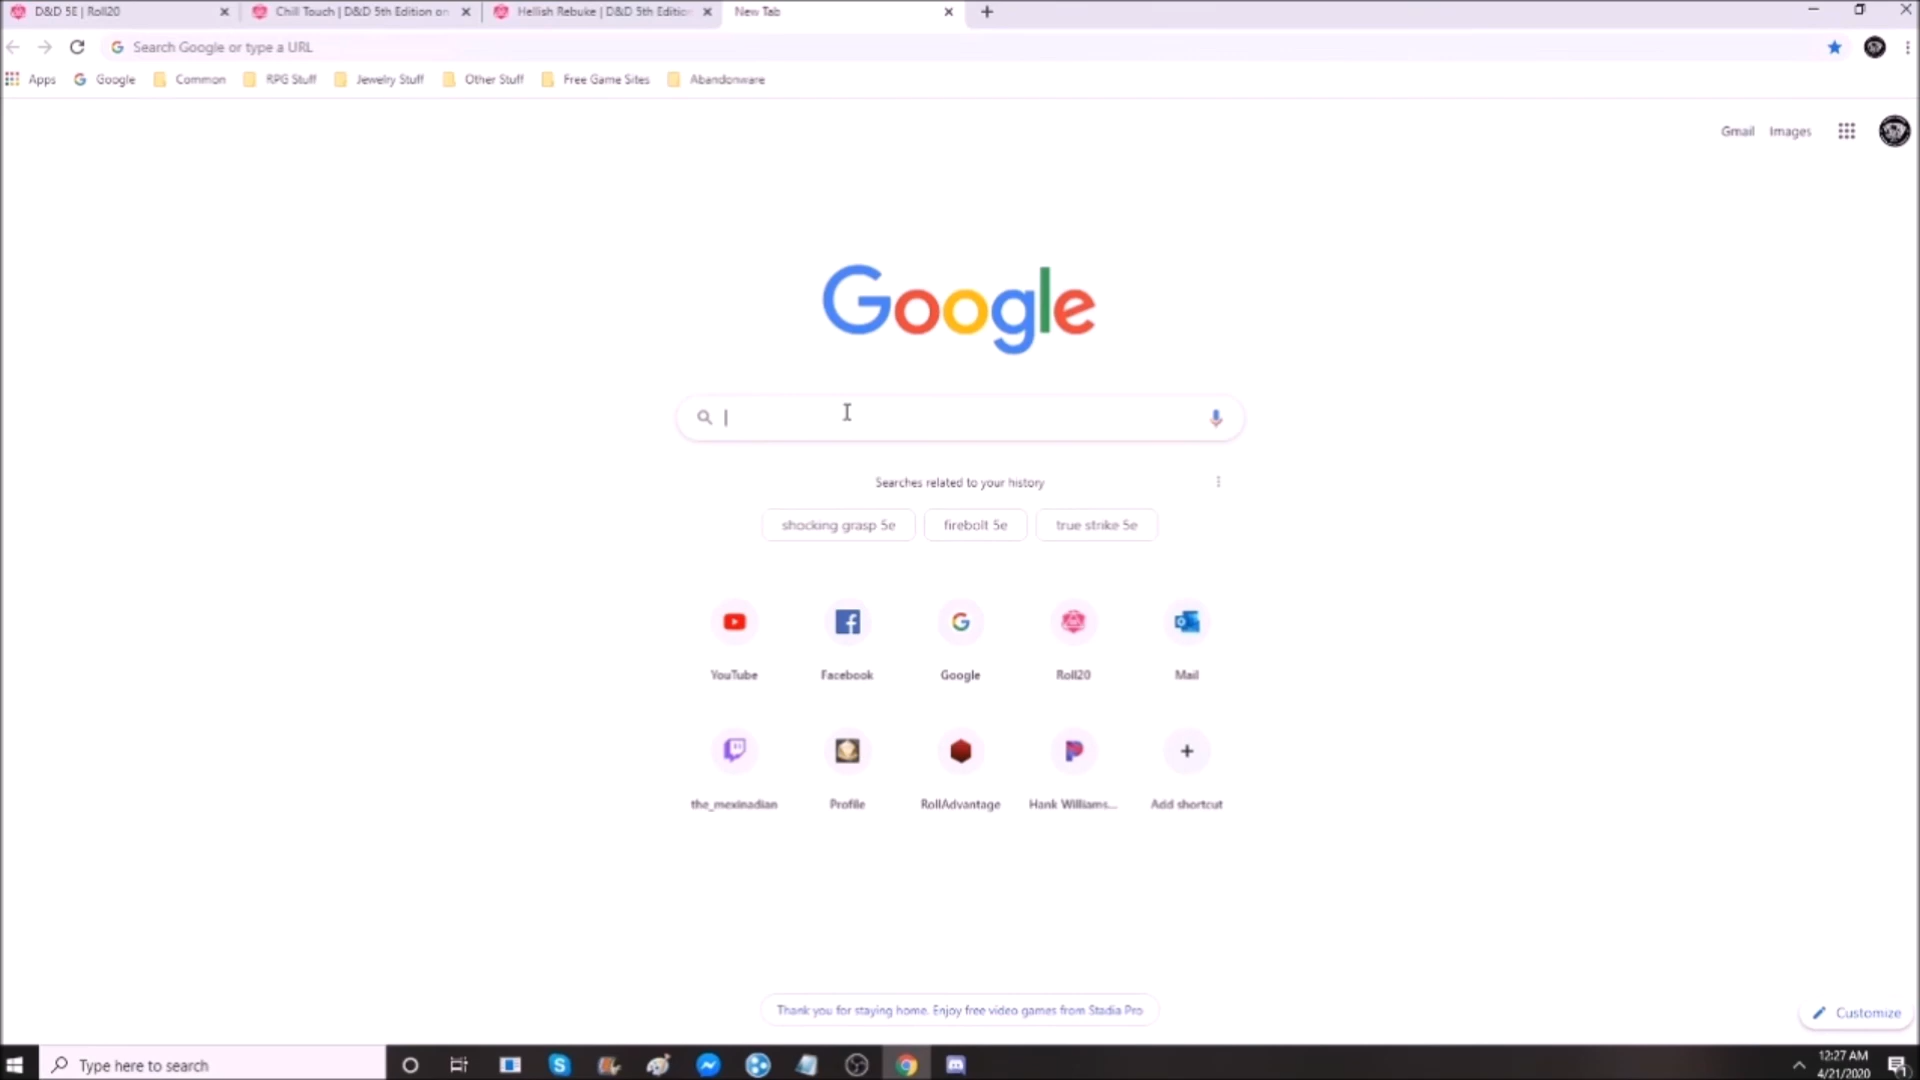 D&D 5E | Roll20
Chill Touch | D&D 5th Edition on
Hellish Rebuke | D&D 5th Edition
New Tab
Search Google or type a URL
Apps
Google
Common
RPG Stuff
Jewelry Stuff
Other Stuff
Free Game Sites
Abandonware
Gmail
Images
Google
Searches related to your history
shocking grasp 5e
firebolt 5e
true strike 5e
YouTube
Facebook
Google
Roll20
Mail
the_mexinadian
Profile
RollAdvantage
Hank Williams...
Add shortcut
Thank you for staying home. Enjoy free video games from Stadia Pro
Customize
Type here to search
12:27 AM
4/21/2020